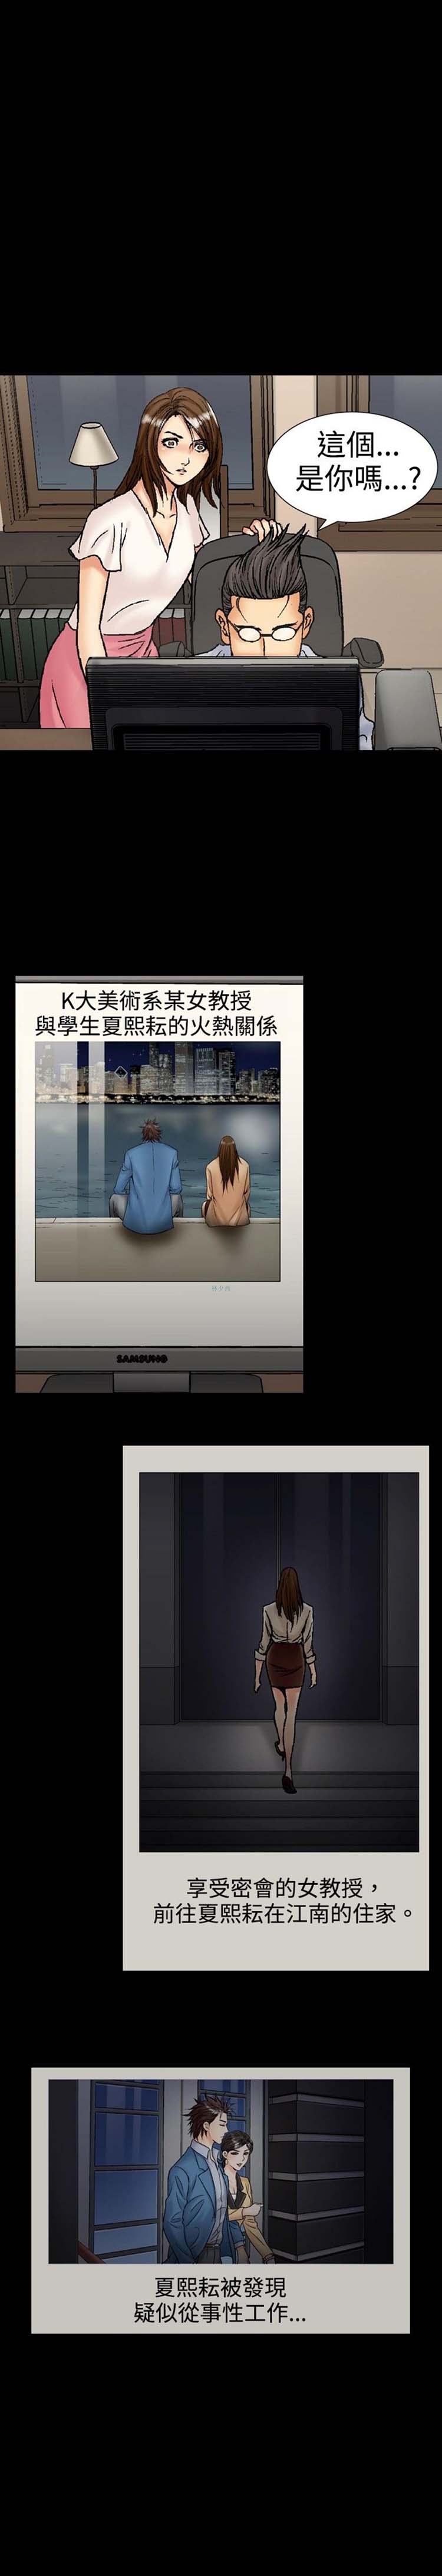 這個...
是你嗎...?
K大美術系某女教授
與學生夏熙耘的火熱關係
SAMSUNG
享受密會的女教授，
前往夏熙耘在江南的住家。
夏熙耘被發現
疑似從事性工作...